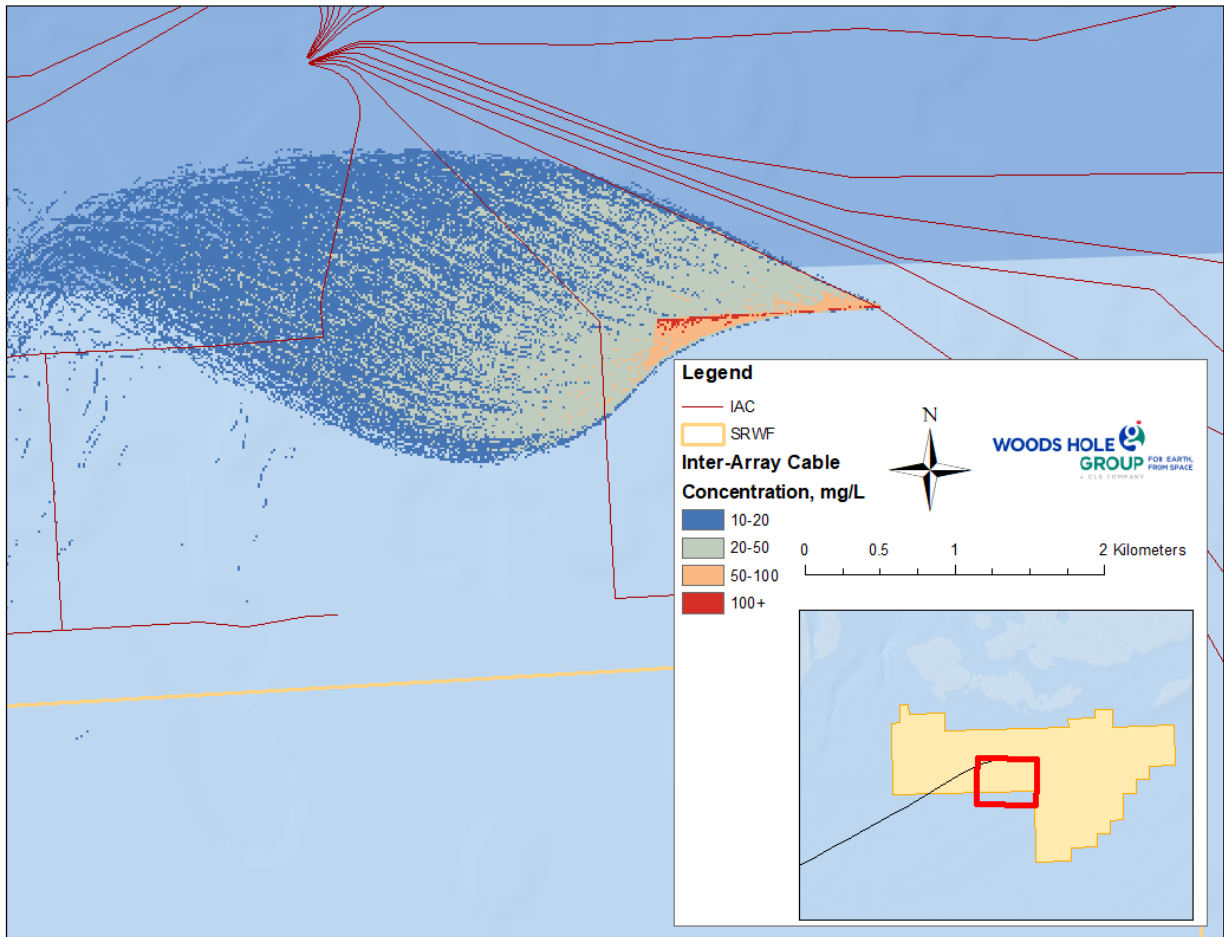 Legend
IAC
SRWF
Inter-Array Cable
Concentration, mg/L
10-20
20-50
50-100
100+
N
WOODS HOLE
GROUP
A CLS COMPANY
FOR EARTH,
FROM SPACE
0 0.5 1 2 Kilometers